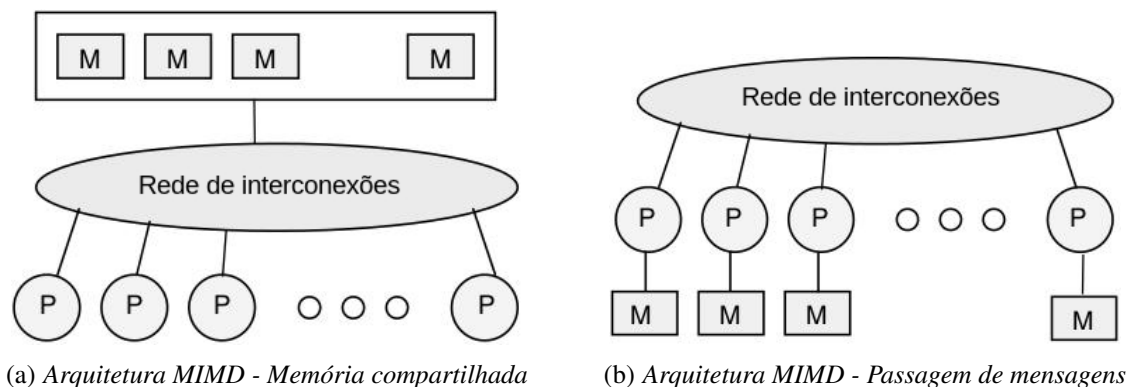 M M M M
Rede de interconexões
P P P P
(a) Arquitetura MIMD - Memória compartilhada
Rede de interconexões
P P P P
M M M M
(b) Arquitetura MIMD - Passagem de mensagens